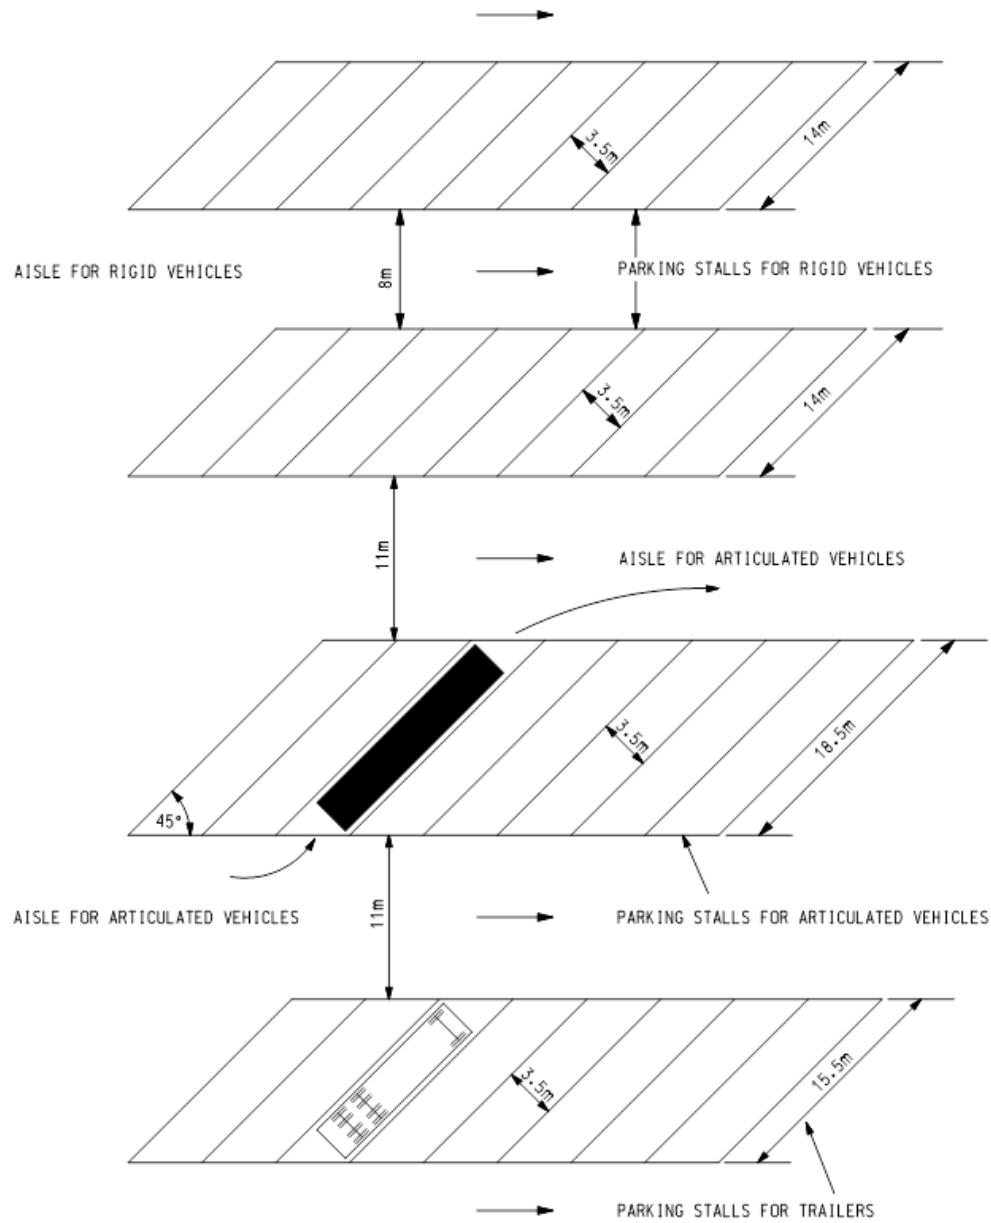 3.5m
14m
AISLE FOR RIGID VEHICLES
8m
PARKING STALLS FOR RIGID VEHICLES
3.5m
14m
11m
AISLE FOR ARTICULATED VEHICLES
3.5m
18.5m
45°
AISLE FOR ARTICULATED VEHICLES
11m
PARKING STALLS FOR ARTICULATED VEHICLES
3.5m
15.5m
PARKING STALLS FOR TRAILERS